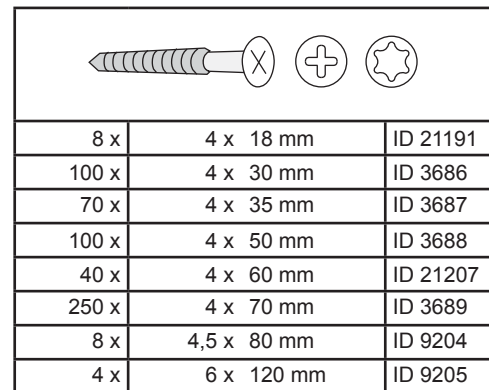 8 x 4 x 18 mm ID 21191
100 x 4 x 30 mm ID 3686
70 x 4 x 35 mm ID 3687
100 x 4 x 50 mm ID 3688
40 x 4 x 60 mm ID 21207
250 x 4 x 70 mm ID 3689
8 x 4,5 x 80 mm ID 9204
4 x 6 x 120 mm ID 9205